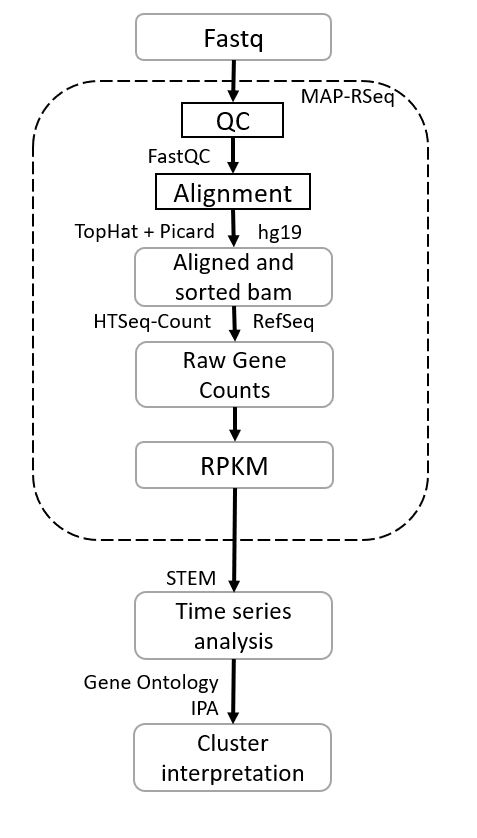 Fastq
MAP-RSeq
QC
FastQC
Alignment
TopHat + Picard hg19
Aligned and
sorted bam
HTSeq-Count RefSeq
Raw Gene
Counts
RPKM
STEM
Time series
analysis
Gene Ontology
IPA
Cluster
interpretation